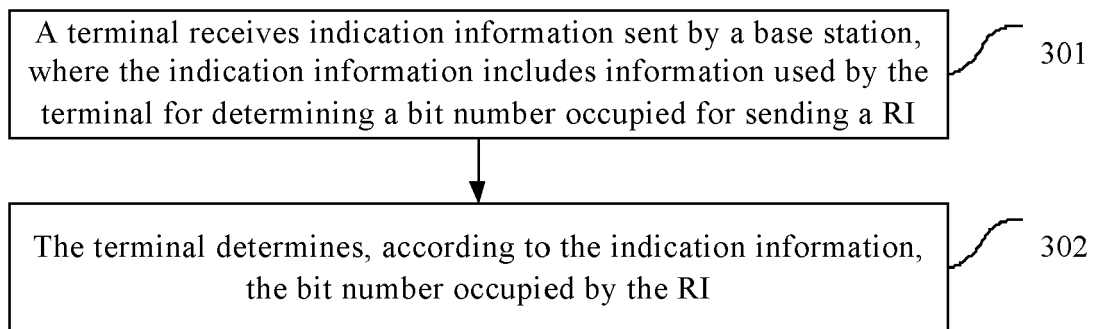 A terminal receives indication information sent by a base station,
where the indication information includes information used by the
terminal for determining a bit number occupied for sending a RI
301
The terminal determines, according to the indication information,
the bit number occupied by the RI
302